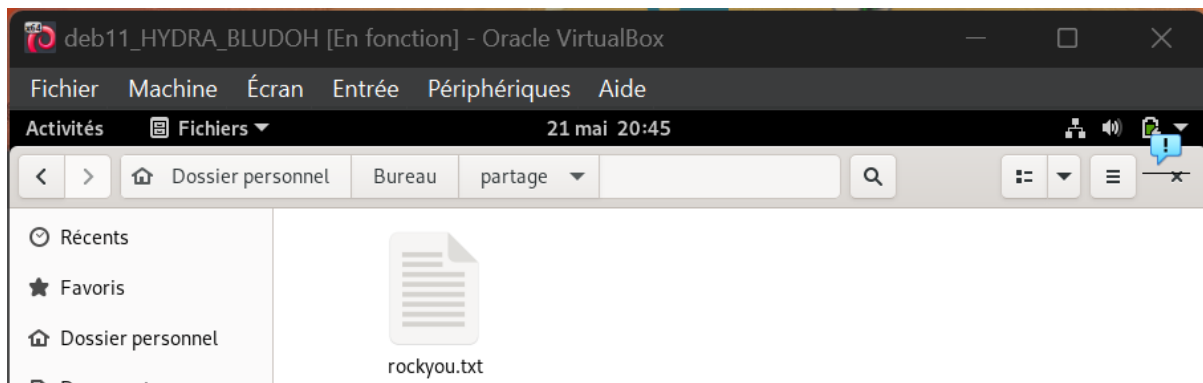 deb11_HYDRA_BLUDOH [En fonction] - Oracle VirtualBox
Fichier Machine Écran Entrée Périphériques Aide
Activités Fichiers 21 mai 20:45
Dossier personnel Bureau partage
Récents
Favoris
Dossier personnel
rockyou.txt